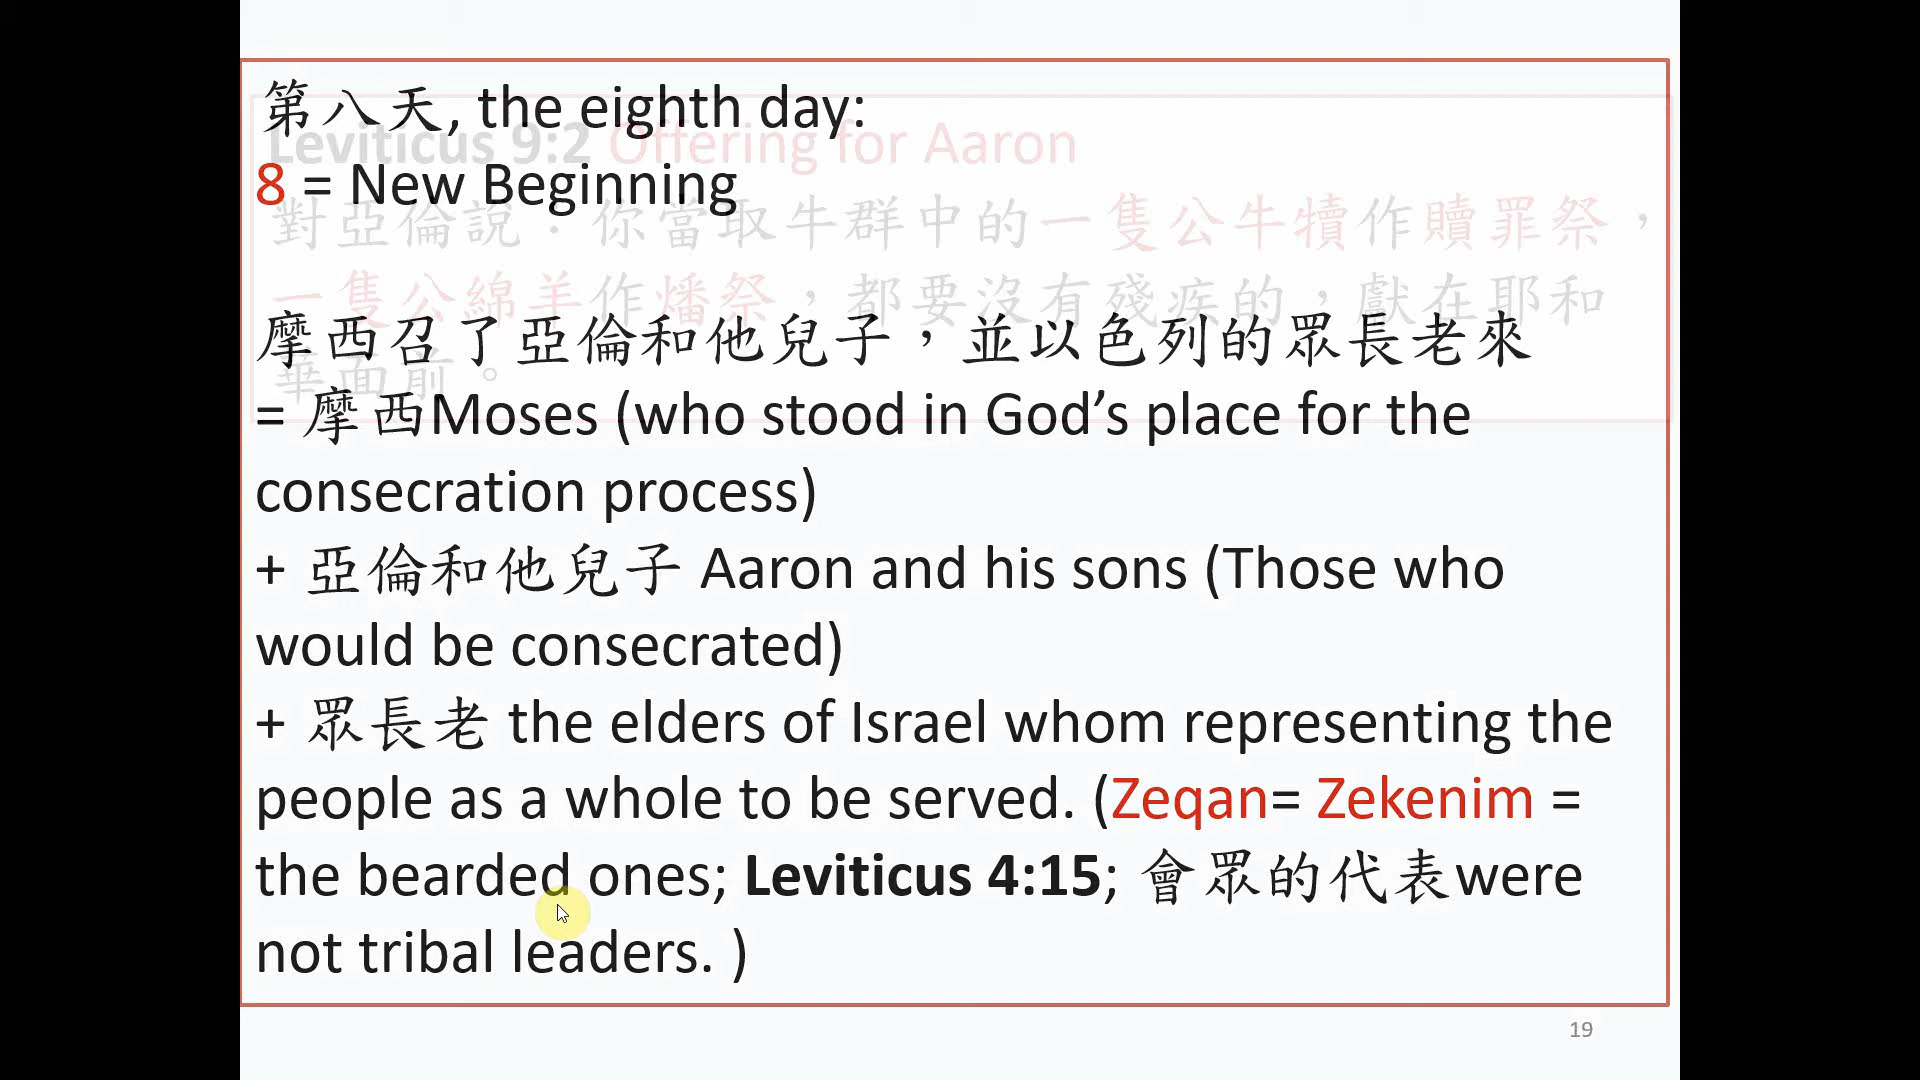 第八天, the eighth day:
Leviticus 9:2 Offering for Aaron
8 = New Beginning
對亞倫說：你當取牛群中的一隻公牛犢作贖罪祭，
一隻公綿羊作燔祭，都要沒有殘疾的，獻在耶和
華面前。
摩西召了亞倫和他兒子，並以色列的眾長老來
= 摩西Moses (who stood in God’s place for the
consecration process)
+ 亞倫和他兒子 Aaron and his sons (Those who
would be consecrated)
+ 眾長老 the elders of Israel whom representing the
people as a whole to be served. (Zeqan= Zekenim =
the bearded ones; Leviticus 4:15; 會眾的代表were
not tribal leaders. )
19